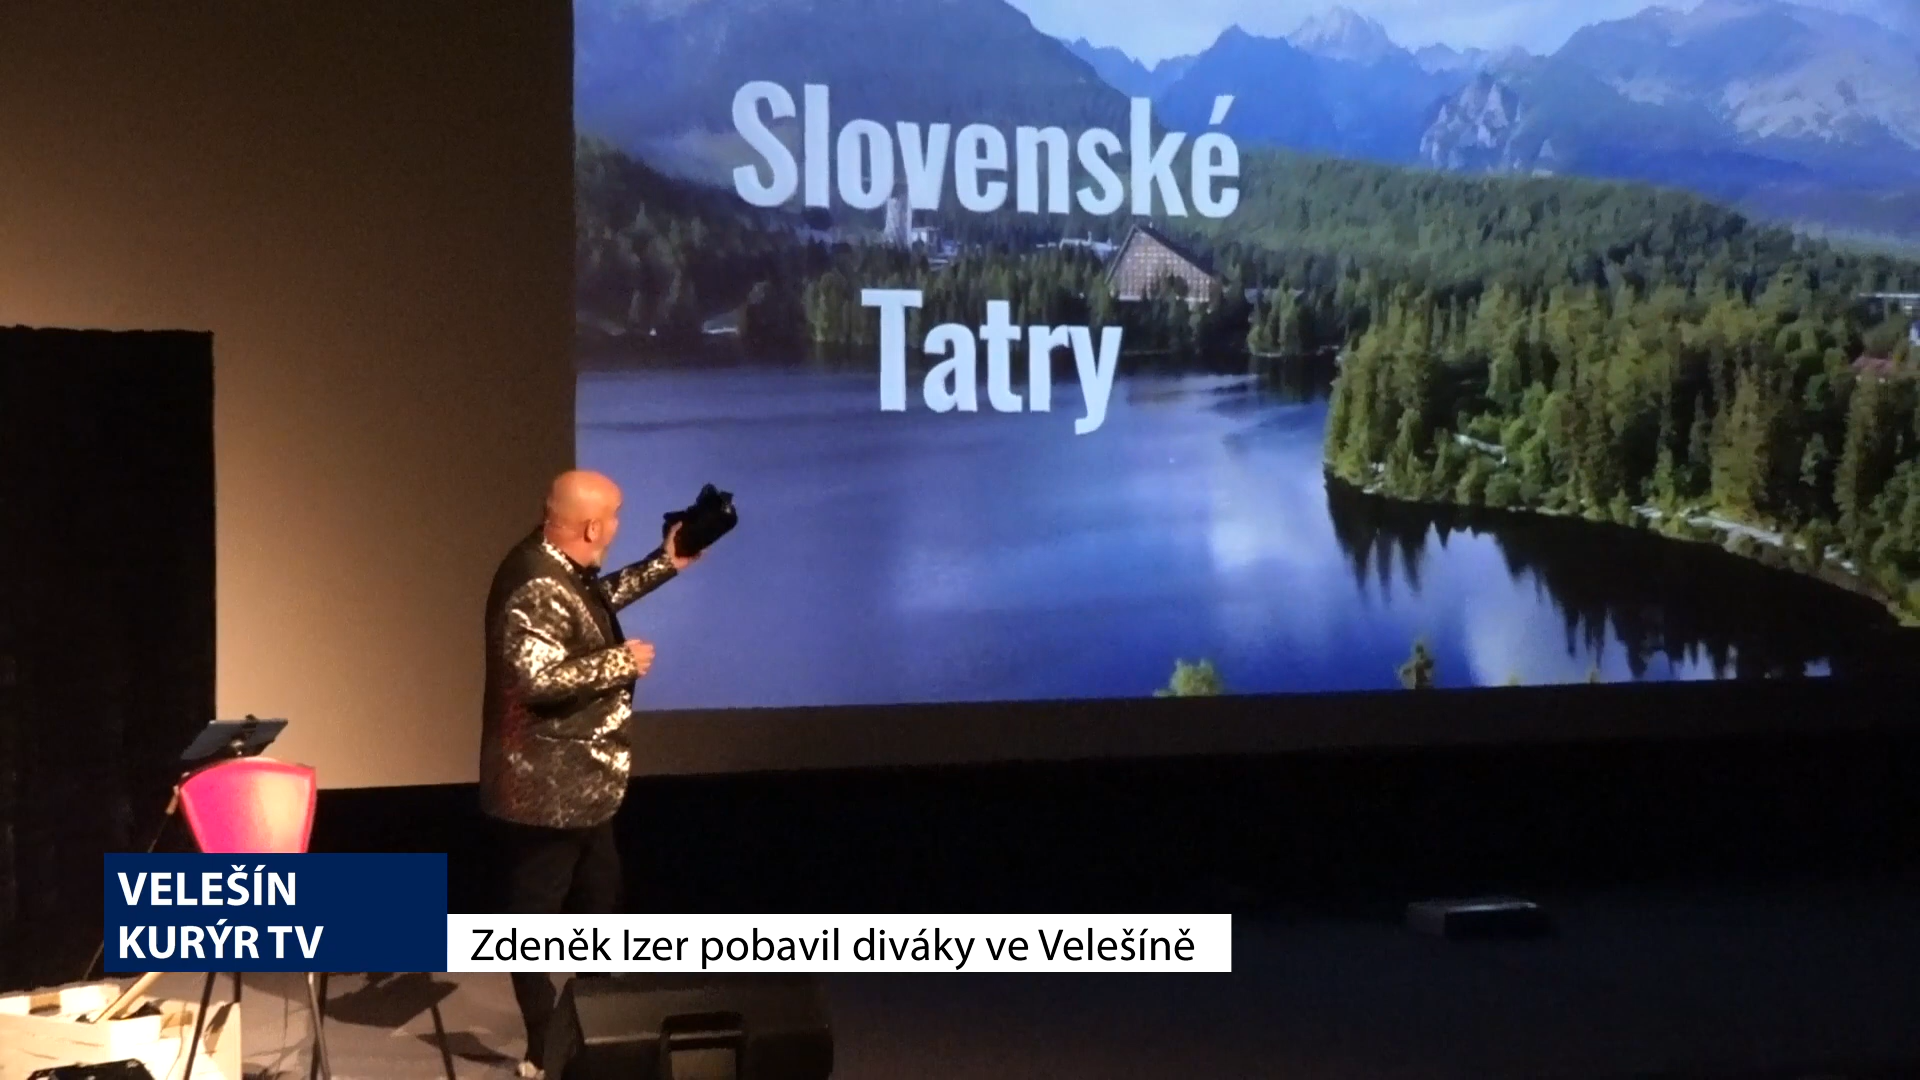 Slovenské
Tatry
VELEŠÍN
KURÝR TV
Zdeněk Izer pobavil diváky ve Velešíně